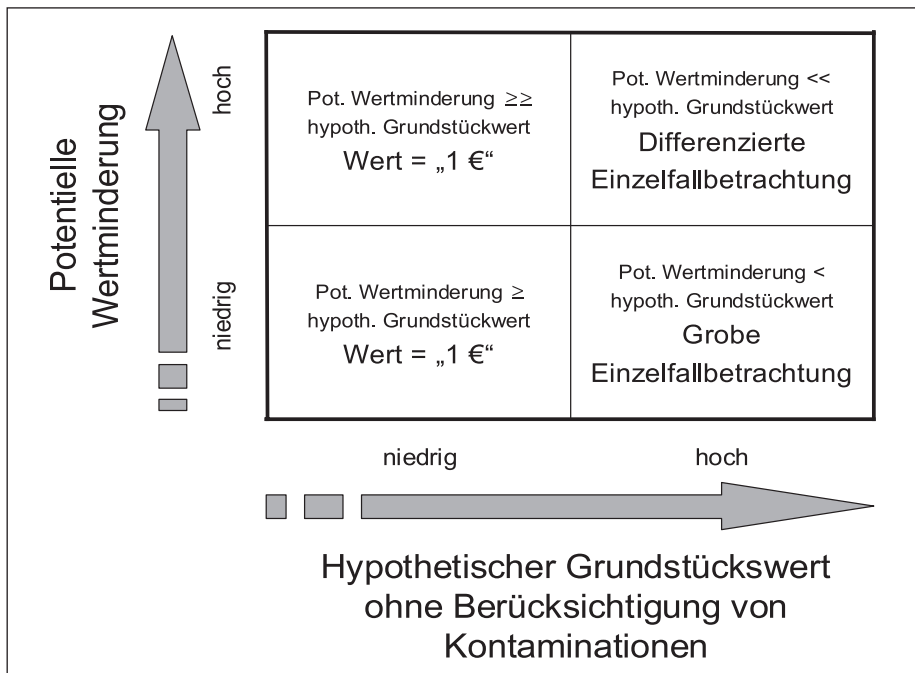 Potentielle
Wertminderung
hoch
niedrig
Pot. Wertminderung ≥≥
hypoth. Grundstückwert
Wert = „1 €“
Pot. Wertminderung <<
hypoth. Grundstückwert
Differenzierte
Einzelfallbetrachtung
Pot. Wertminderung ≥
hypoth. Grundstückwert
Wert = „1 €“
Pot. Wertminderung <
hypoth. Grundstückwert
Grobe
Einzelfallbetrachtung
niedrig
hoch
Hypothetischer Grundstückswert
ohne Berücksichtigung von
Kontaminationen